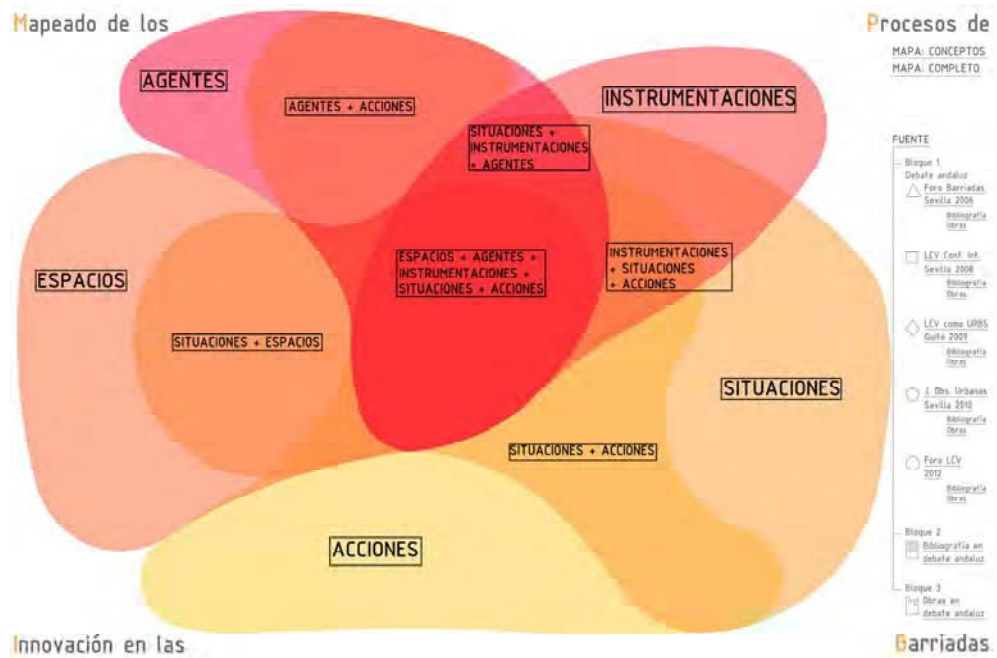 Mapeado de los
Procesos de
MAPA: CONCEPTOS
MAPA: COMPLETO
AGENTES
AGENTES + ACCIONES
INSTRUMENTACIONES
SITUACIONES +
INSTRUMENTACIONES
+ AGENTES
ESPACIOS
ESPACIOS + AGENTES +
INSTRUMENTACIONES +
SITUACIONES + ACCIONES
INSTRUMENTACIONES
+ SITUACIONES
+ ACCIONES
SITUACIONES + ESPACIOS
SITUACIONES
SITUACIONES + ACCIONES
ACCIONES
FUENTE
Bloque 1
Debate andaluz
Foro Barriadas
Sevilla 2006
Bibliografía
Obras
LCV Conf. Int.
Sevilla 2008
Bibliografía
Obras
LCV como URBS
Quito 2009
Bibliografía
Obras
J. Obs. Urbanas
Sevilla 2010
Bibliografía
Obras
Foro LCV
2012
Bibliografía
Obras
Bloque 2
Bibliografía en
debate andaluz
Bloque 3
Obras en
debate andaluz
Innovación en las
Barriadas